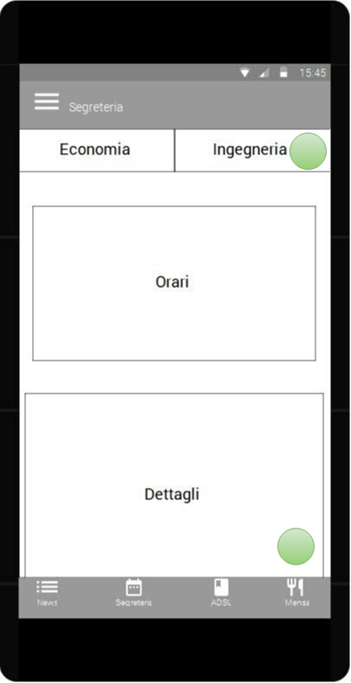 15:45
Segreteria
Economia
Ingegneria
Orari
Dettagli
News
Segreteria
ADSL
Mensa